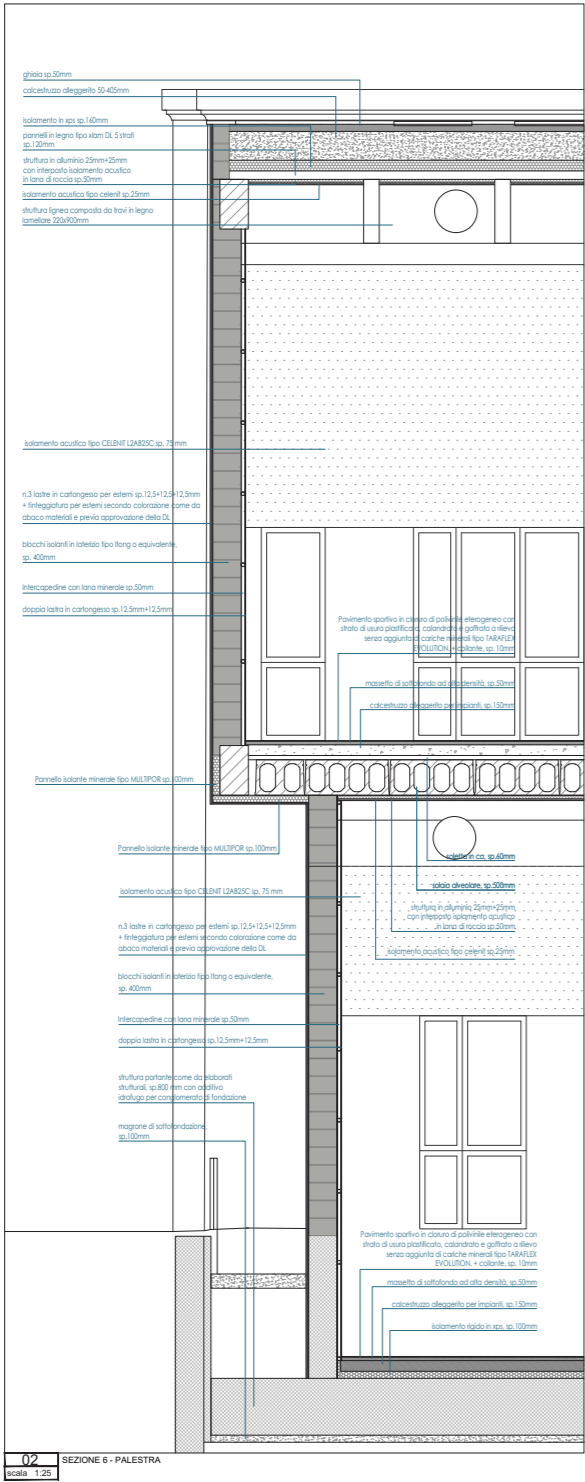 ghiaia sp.50mm
calcestruzzo alleggerito 50-405mm
isolamento in xps sp.160mm
pannelli in legno tipo xlam DL 5 strati
sp.120mm
struttura in alluminio 25mm+25mm
con interposto isolamento acustico
in lana di roccia sp.50mm
isolamento acustico tipo celenit sp.25mm
struttura lignea composta da travi in legno
lamellare 220x900mm
isolamento acustico tipo CELENIT L2AB25C sp. 75 mm
n.3 lastre in cartongesso per esterni sp.12,5+12,5+12,5mm
+ tinteggiatura per esterni secondo colorazione come da
abaco materiali e previa approvazione della DL
blocchi isolanti in laterizio tipo Itong o equivalente,
sp. 400mm
Intercapedine con lana minerale sp.50mm
doppia lastra in cartongesso sp.12,5mm+12,5mm
Pavimento sportivo in cloruro di polivinile eterogeneo con
strato di usura plastificato, calandrato e goffrato a rilievo
senza aggiunta di cariche minerali tipo TARAFLEX
EVOLUTION, + collante, sp. 10mm
massetto di sottofondo ad alta densità, sp.50mm
calcestruzzo alleggerito per impianti, sp.150mm
Pannello isolante minerale tipo MULTIPOR sp.100mm
Pannello isolante minerale tipo MULTIPOR sp.100mm
soletta in ca, sp.60mm
solaio alveolare, sp.500mm
isolamento acustico tipo CELENIT L2AB25C sp. 75 mm
struttura in alluminio 25mm+25mm
con interposto isolamento acustico
in lana di roccia sp.50mm
isolamento acustico tipo celenit sp.25mm
n.3 lastre in cartongesso per esterni sp.12,5+12,5+12,5mm
+ tinteggiatura per esterni secondo colorazione come da
abaco materiali e previa approvazione della DL
blocchi isolanti in laterizio tipo Itong o equivalente,
sp. 400mm
Intercapedine con lana minerale sp.50mm
doppia lastra in cartongesso sp.12,5mm+12,5mm
struttura portante come da elaborati
strutturali, sp.800 mm con additivo
idrofugo per conglomerato di fondazione
magrone di sottofondazione,
sp.100mm
Pavimento sportivo in cloruro di polivinile eterogeneo con
strato di usura plastificato, calandrato e goffrato a rilievo
senza aggiunta di cariche minerali tipo TARAFLEX
EVOLUTION, + collante, sp. 10mm
massetto di sottofondo ad alta densità, sp.50mm
calcestruzzo alleggerito per impianti, sp.150mm
isolamento rigido in xps, sp.100mm
02 SEZIONE 6 - PALESTRA
scala 1:25